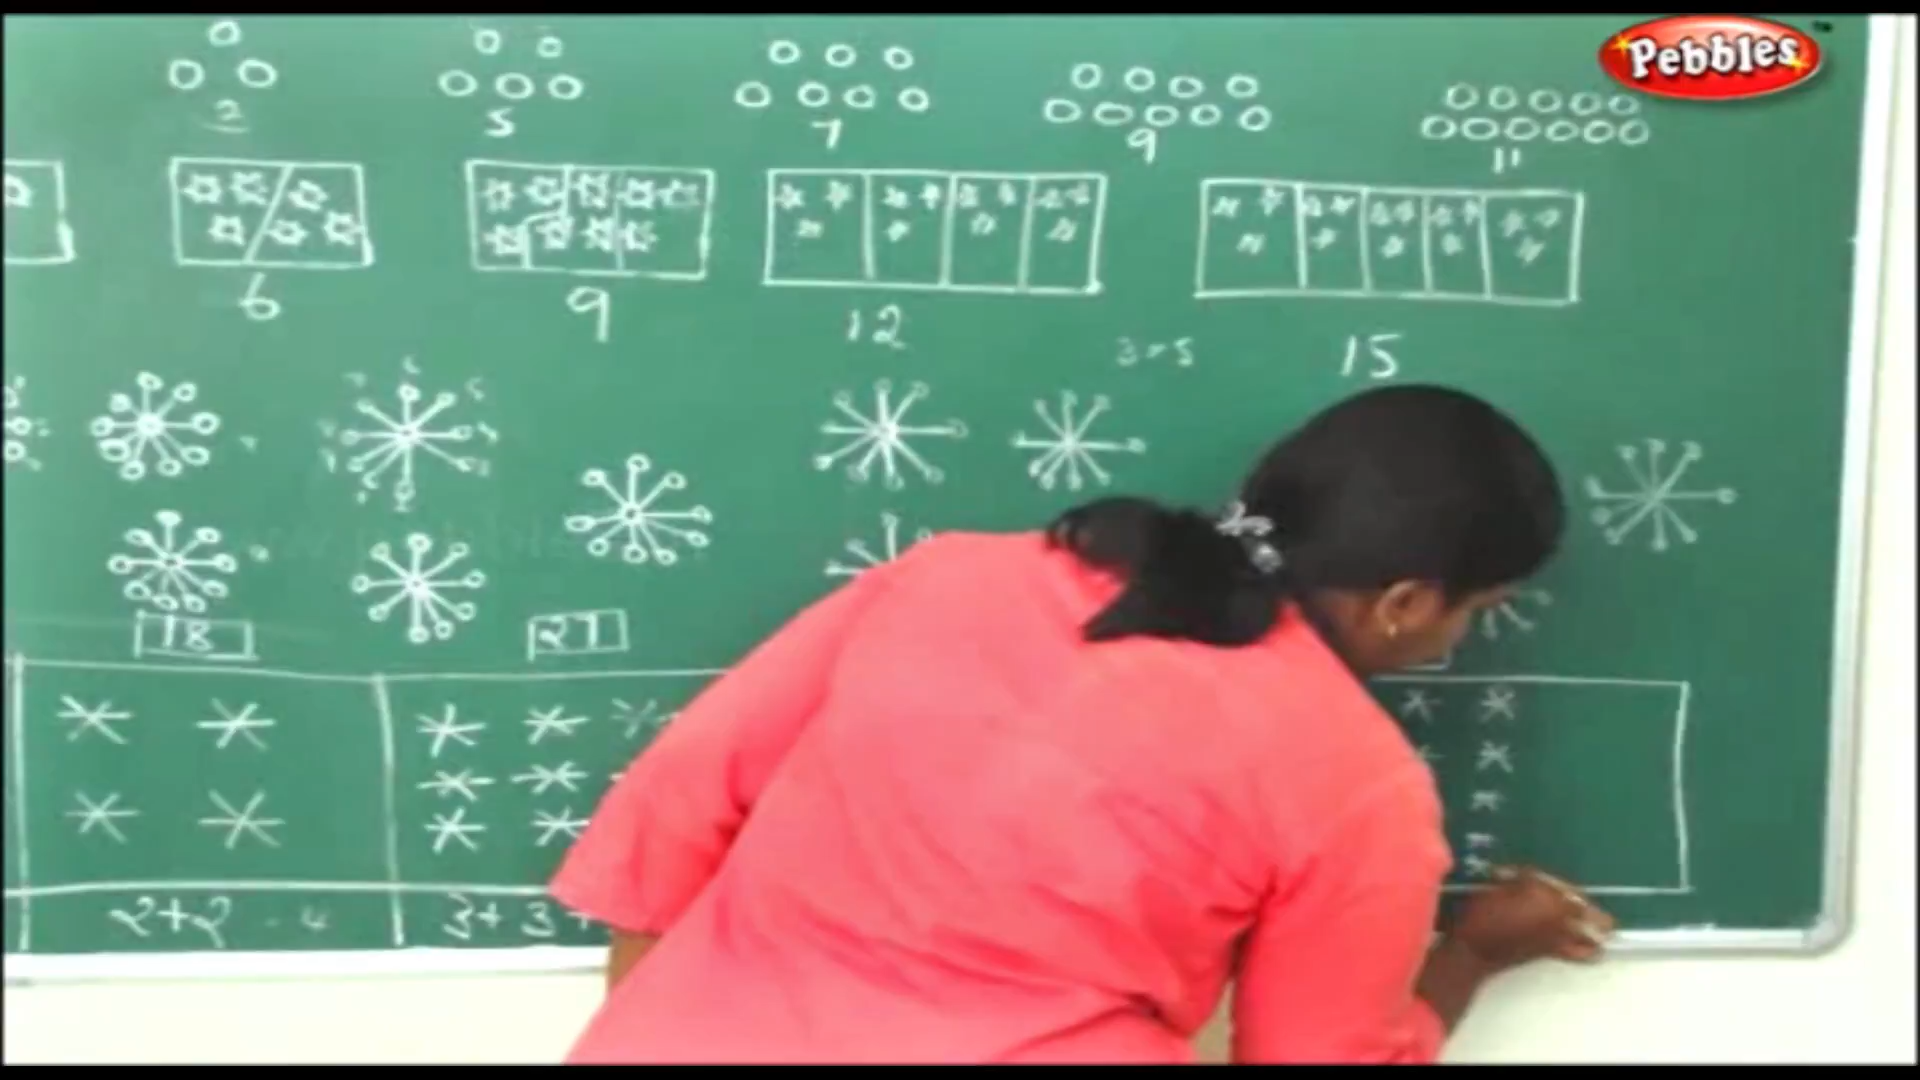 Pebbles
3 5 7 9 11
6 9 12 15
3 × 5
18 27
2+2 = 4 3+3+